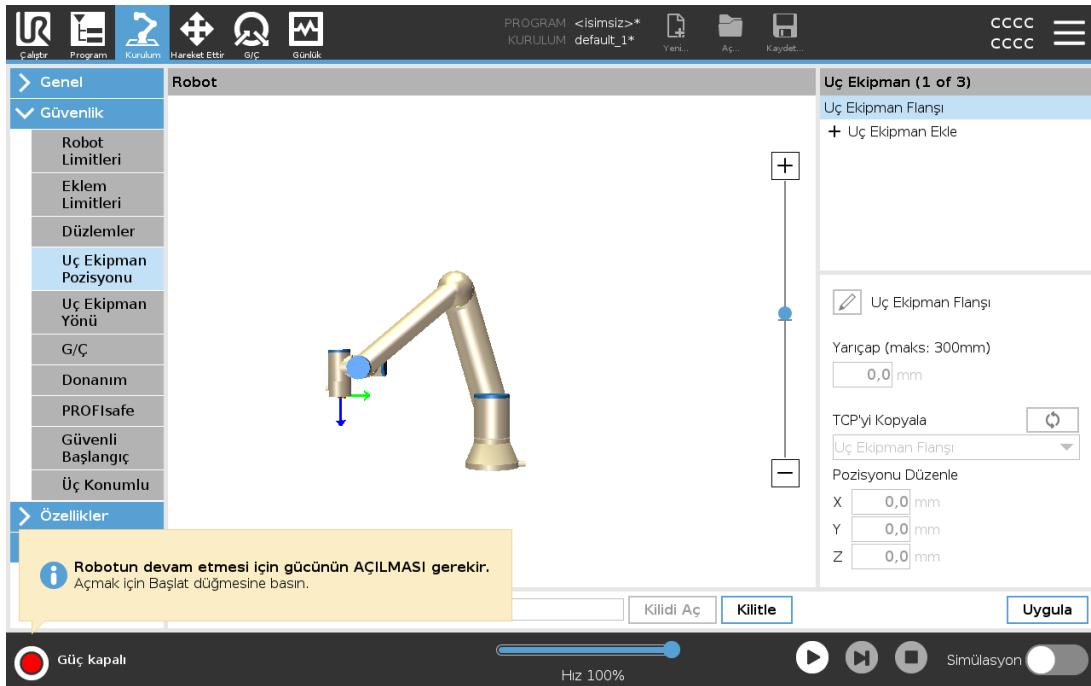 Çalıştır
Program
Kurulum
Hareket Ettir
G/Ç
Günlük
PROGRAM <isimsiz>*
KURULUM default_1*
Yeni...
Aç...
Kaydet...
CCCC
CCCC
Genel
Güvenlik
Robot
Limitleri
Eklem
Limitleri
Düzlemler
Uç Ekipman
Pozisyonu
Uç Ekipman
Yönü
G/Ç
Donanım
PROFIsafe
Güvenli
Başlangıç
Üç Konumlu
Özellikler
Robot
Uç Ekipman (1 of 3)
Uç Ekipman Flanşı
+ Uç Ekipman Ekle
Uç Ekipman Flanşı
Yarıçap (maks: 300mm)
0,0 mm
TCP'yi Kopyala
Uç Ekipman Flanşı
Pozisyonu Düzenle
X 0,0 mm
Y 0,0 mm
Z 0,0 mm
Robotun devam etmesi için gücünün AÇILMASI gerekir.
Açmak için Başlat düğmesine basın.
Kilidi Aç
Kilitle
Uygula
Güç kapalı
Hız 100%
Simülasyon